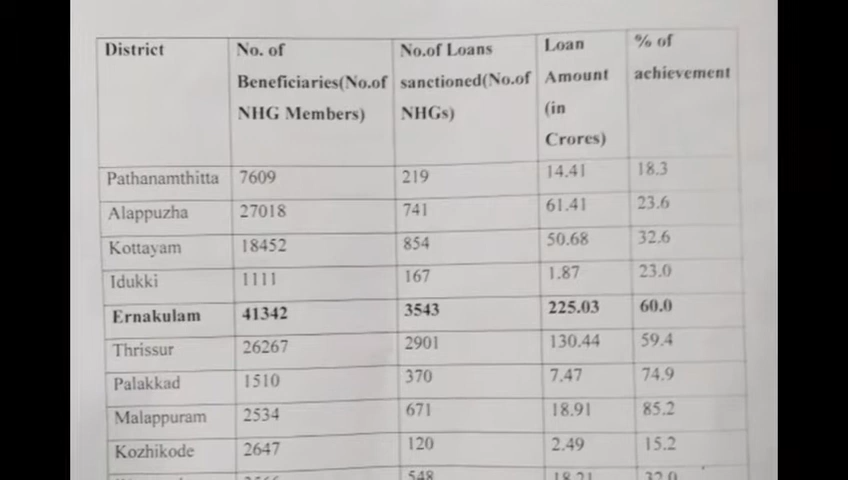 District No. of Beneficiaries(No.of NHG Members) No.of Loans sanctioned(No.of NHGs) Loan Amount (in Crores) % of achievement
Pathanamthitta 7609 219 14.41 18.3
Alappuzha 27018 741 61.41 23.6
Kottayam 18452 854 50.68 32.6
Idukki 1111 167 1.87 23.0
Ernakulam 41342 3543 225.03 60.0
Thrissur 26267 2901 130.44 59.4
Palakkad 1510 370 7.47 74.9
Malappuram 2534 671 18.91 85.2
Kozhikode 2647 120 2.49 15.2
548